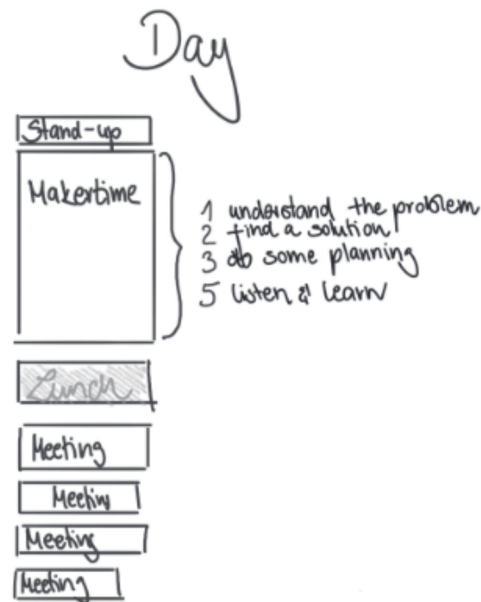 Day
Stand-up
Makertime
1 understand the problem
2 find a solution
3 do some planning
5 listen & learn
Lunch
Meeting
Meetin
Meeting
Meeting